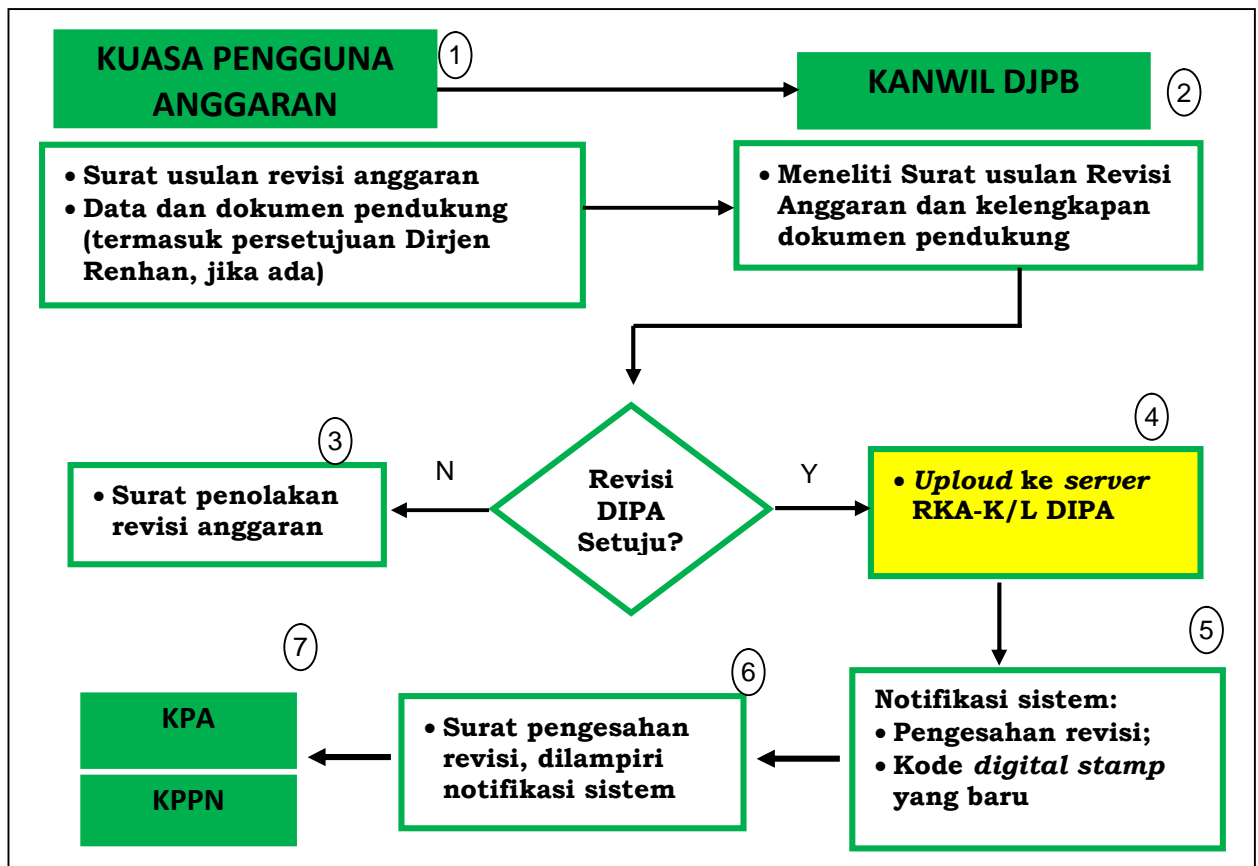 KUASA PENGGUNA
ANGGARAN
1
KANWIL DJPB
2
• Surat usulan revisi anggaran
• Data dan dokumen pendukung
(termasuk persetujuan Dirjen
Renhan, jika ada)
• Meneliti Surat usulan Revisi
Anggaran dan kelengkapan
dokumen pendukung
3
• Surat penolakan
revisi anggaran
N
Revisi
DIPA
Setuju?
Y
4
• Uploud ke server
RKA-K/L DIPA
5
Notifikasi sistem:
• Pengesahan revisi;
• Kode digital stamp
yang baru
6
• Surat pengesahan
revisi, dilampiri
notifikasi sistem
7
KPA
KPPN